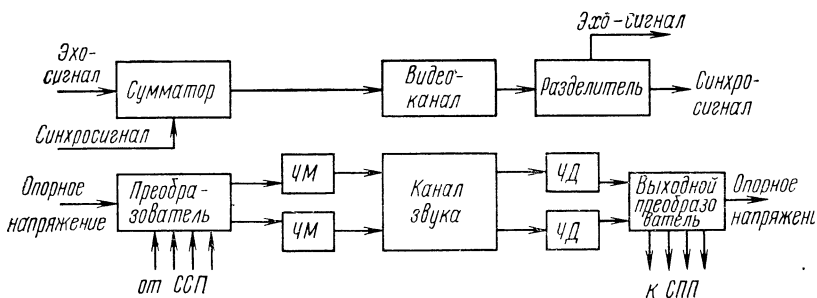 Эхо-сигнал
Эхо-
сигнал
Сумматор
Видео-
канал
Разделитель
Синхро-
сигнал
Синхросигнал
Опорное
напряжение
Преобра-
зователь
ЧМ
ЧМ
Канал
звука
ЧД
ЧД
Выходной
преобразо
ватель
Опорное
напряжени
от ССП
к СПП